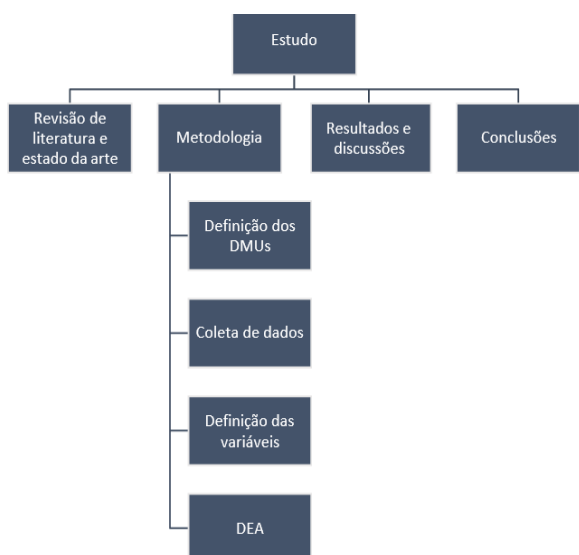 Estudo
Revisão de
literatura e
estado da arte
Metodologia
Resultados e
discussões
Conclusões
Definição dos
DMUs
Coleta de dados
Definição das
variáveis
DEA